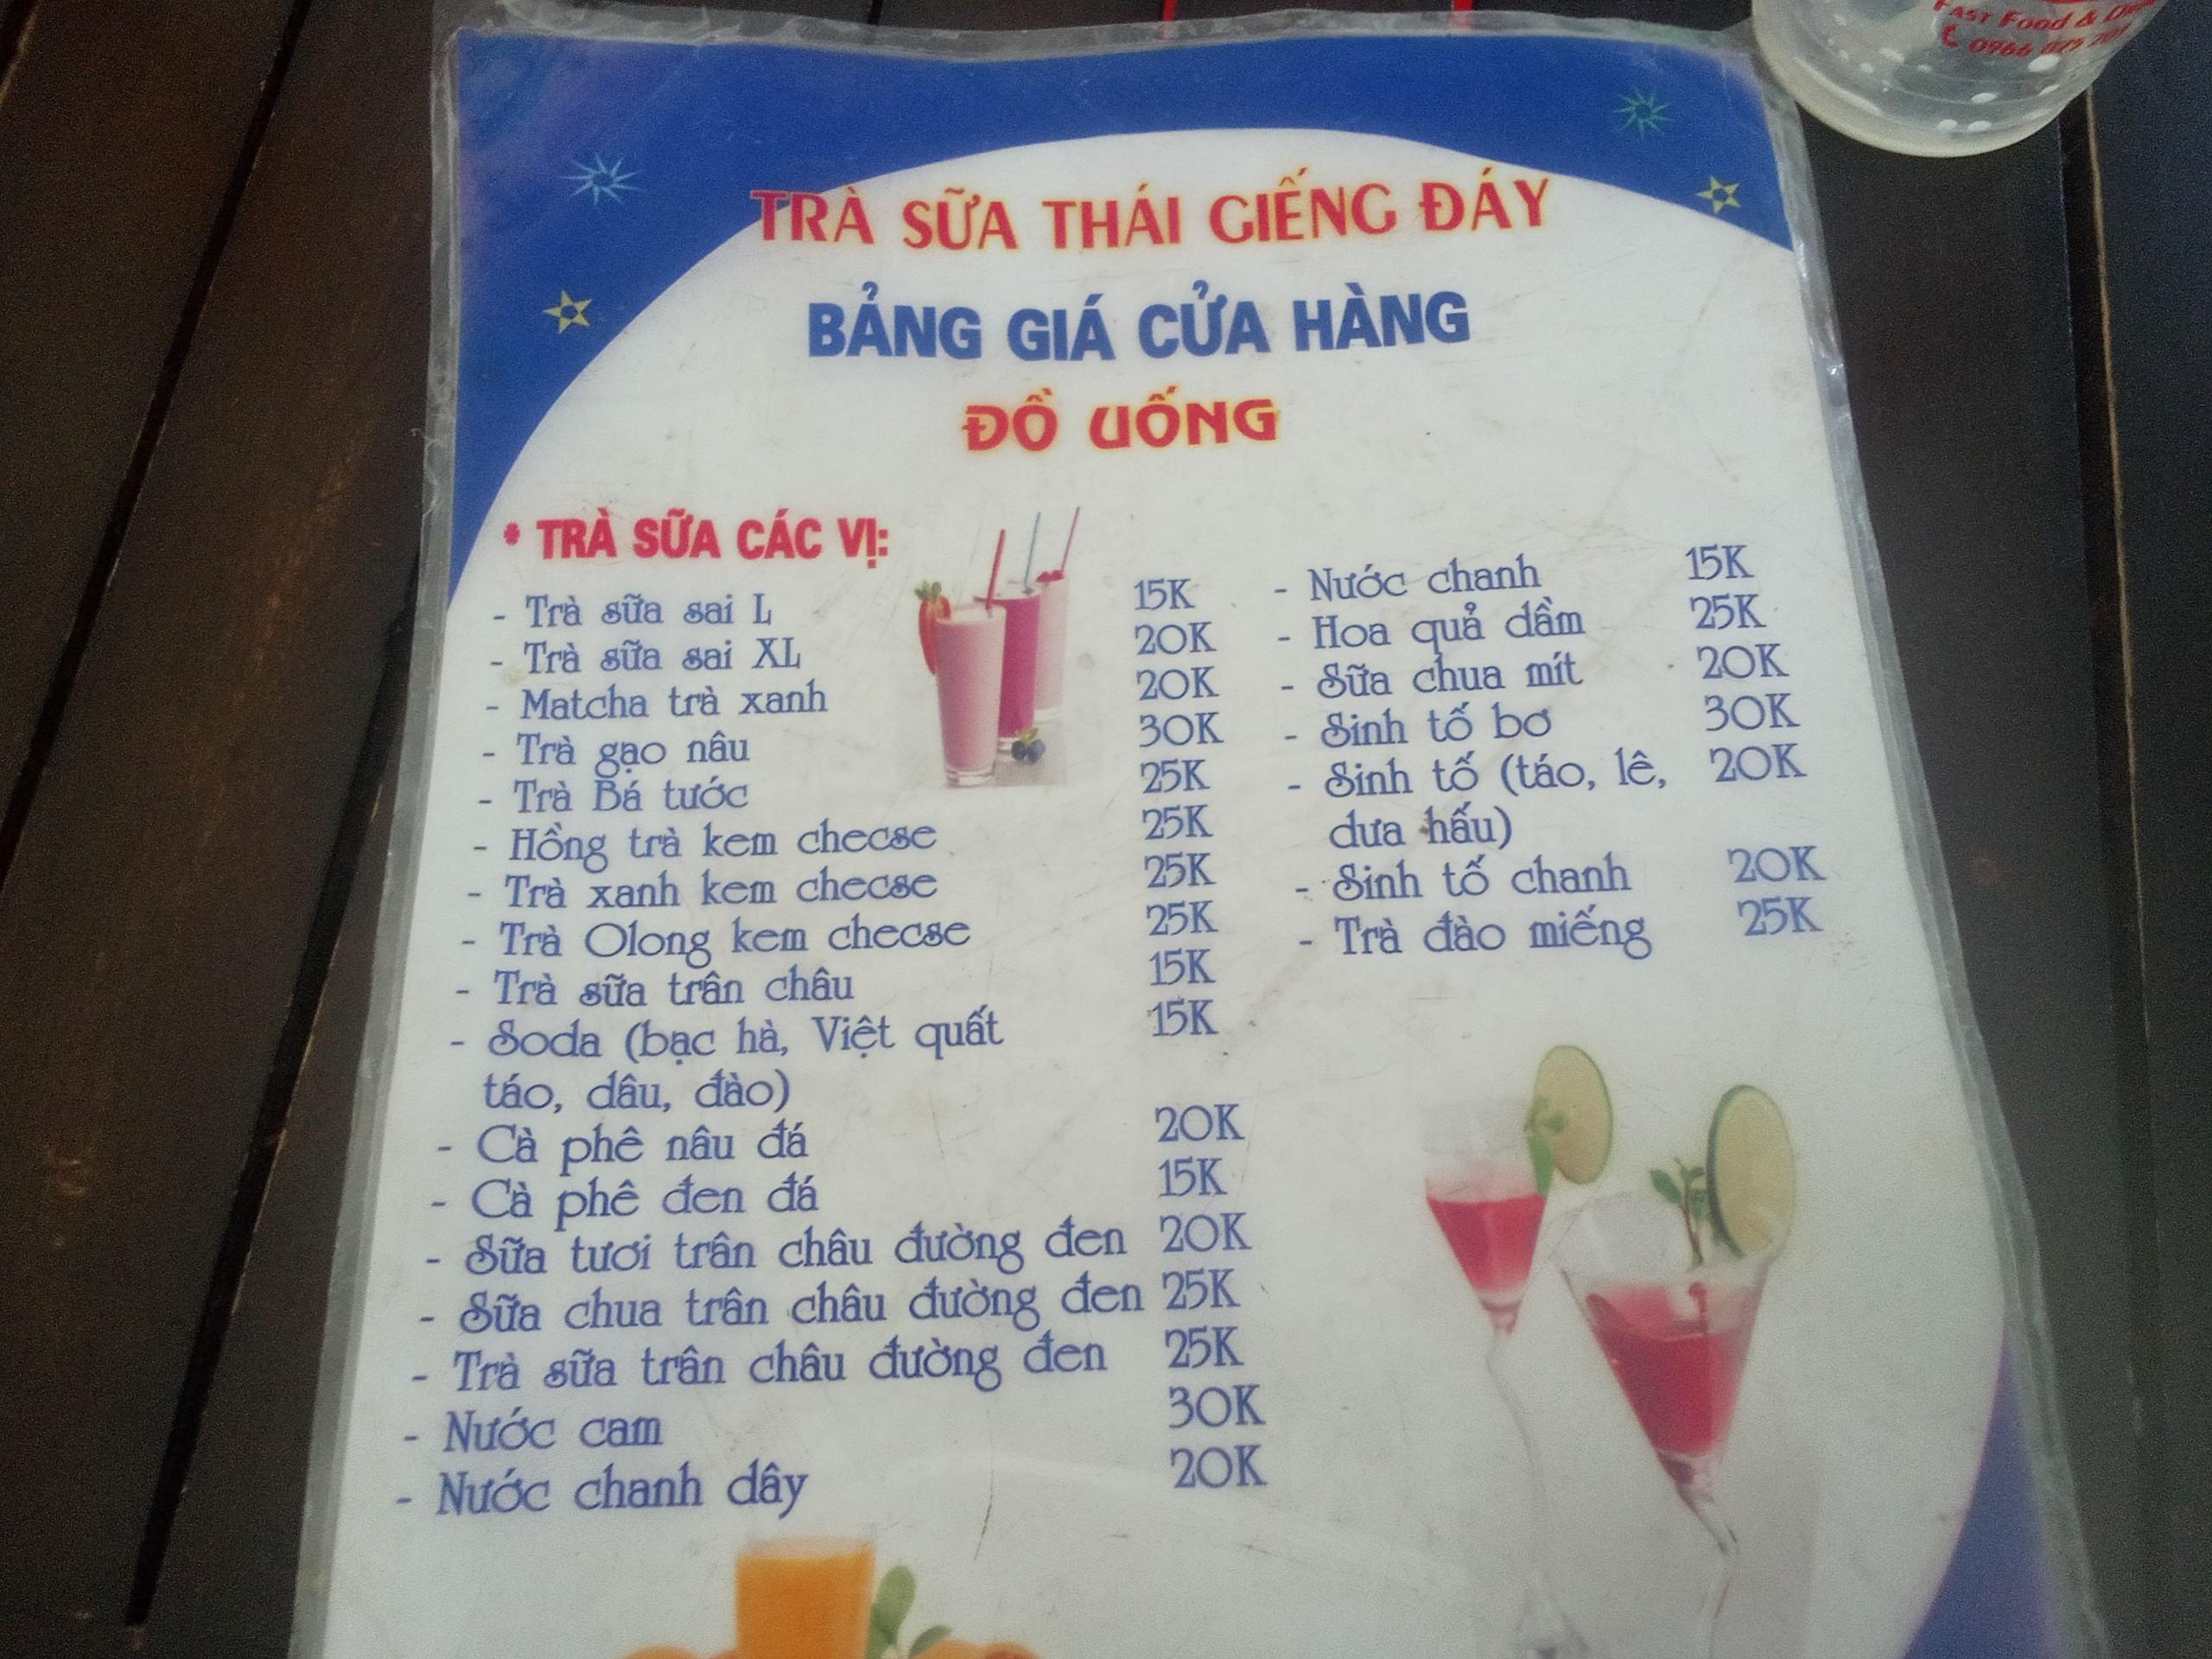 FAST Food &
0966 025 701
TRÀ SỮA THÁI GIẾNG ĐÁY
BẢNG GIÁ CỬA HÀNG
ĐỒ UỐNG
* TRÀ SỮA CÁC VỊ:
- Trà sữa sai L 15K
- Trà sữa sai XL 20K
- Matcha trà xanh 20K
- Trà gạo nâu 30K
- Trà Bá tước 25K
- Hồng trà kem checse 25K
- Trà xanh kem checse 25K
- Trà Olong kem checse 25K
- Trà sữa trân châu 15K
- Soda (bạc hà, Việt quất 15K
táo, dâu, đào)
- Cà phê nâu đá 20K
- Cà phê đen đá 15K
- Sữa tươi trân châu đường đen 20K
- Sữa chua trân châu đường đen 25K
- Trà sữa trân châu đường đen 25K
- Nước cam 30K
- Nước chanh dây 20K
- Nước chanh 15K
- Hoa quả dầm 25K
- Sữa chua mít 20K
- Sinh tố bơ 30K
- Sinh tố (táo, lê, 20K
dưa hấu)
- Sinh tố chanh 20K
- Trà đào miếng 25K